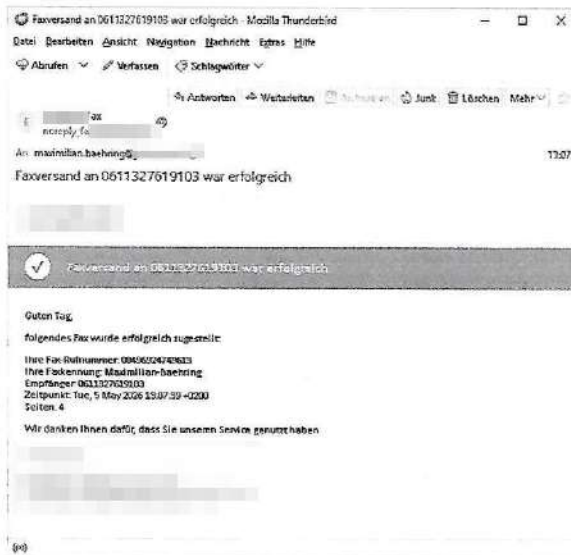 Faxversand an 0611327619103 war erfolgreich - Mozilla Thunderbird
Datei Bearbeiten Ansicht Navigation Nachricht Extras Hilfe
Abrufen Verfassen Schlagwörter
Antworten Weiterleiten Archivieren Junk Löschen Mehr
noreply_fa
An maximilian.baehring@ 13:07
Faxversand an 0611327619103 war erfolgreich
Faxversand an 0611327619103 war erfolgreich
Guten Tag,
folgendes Fax wurde erfolgreich zugestellt:
Ihre Fax-Rufnummer:
Ihre Faxkennung: Maximilian-Baehring
Empfänger: 0611327619103
Zeitpunkt: Tue, 5 May 2026 13:07:39 +0200
Seiten: 4
Wir danken Ihnen dafür, dass Sie unseren Service genutzt haben